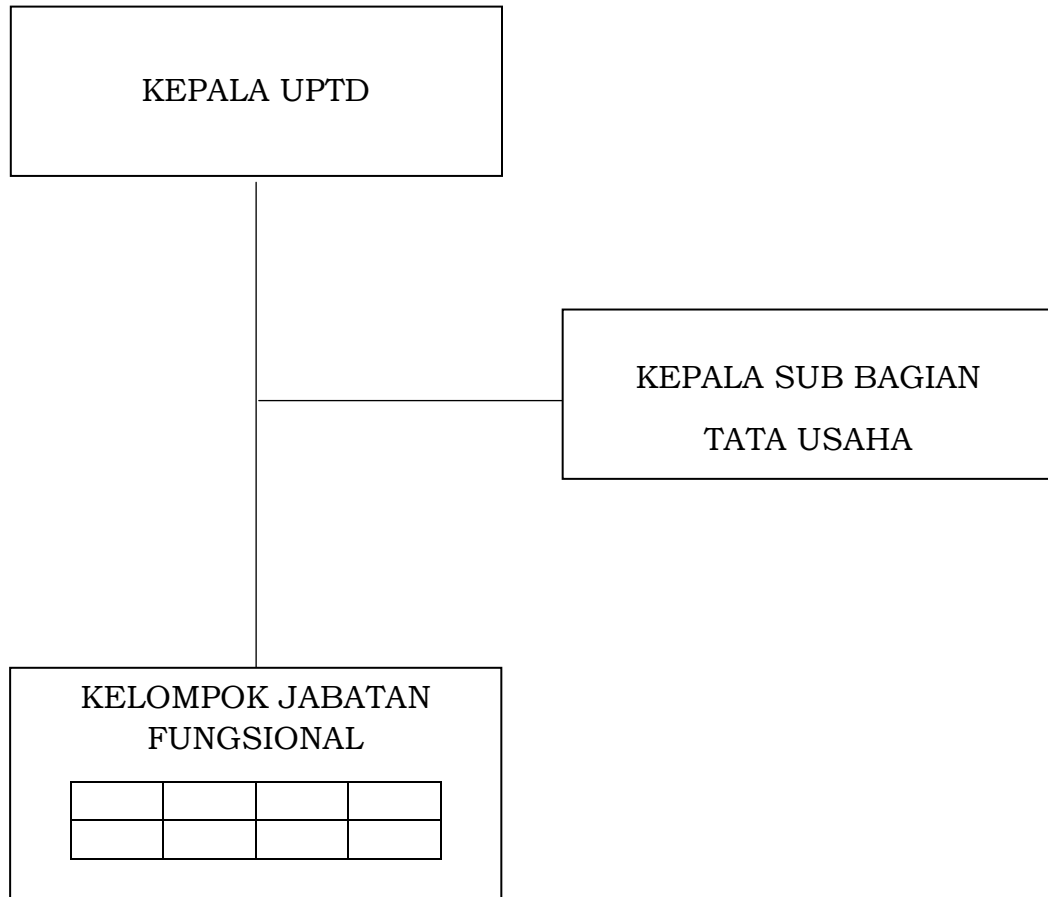 KEPALA UPTD
KEPALA SUB BAGIAN
TATA USAHA
KELOMPOK JABATAN
FUNGSIONAL